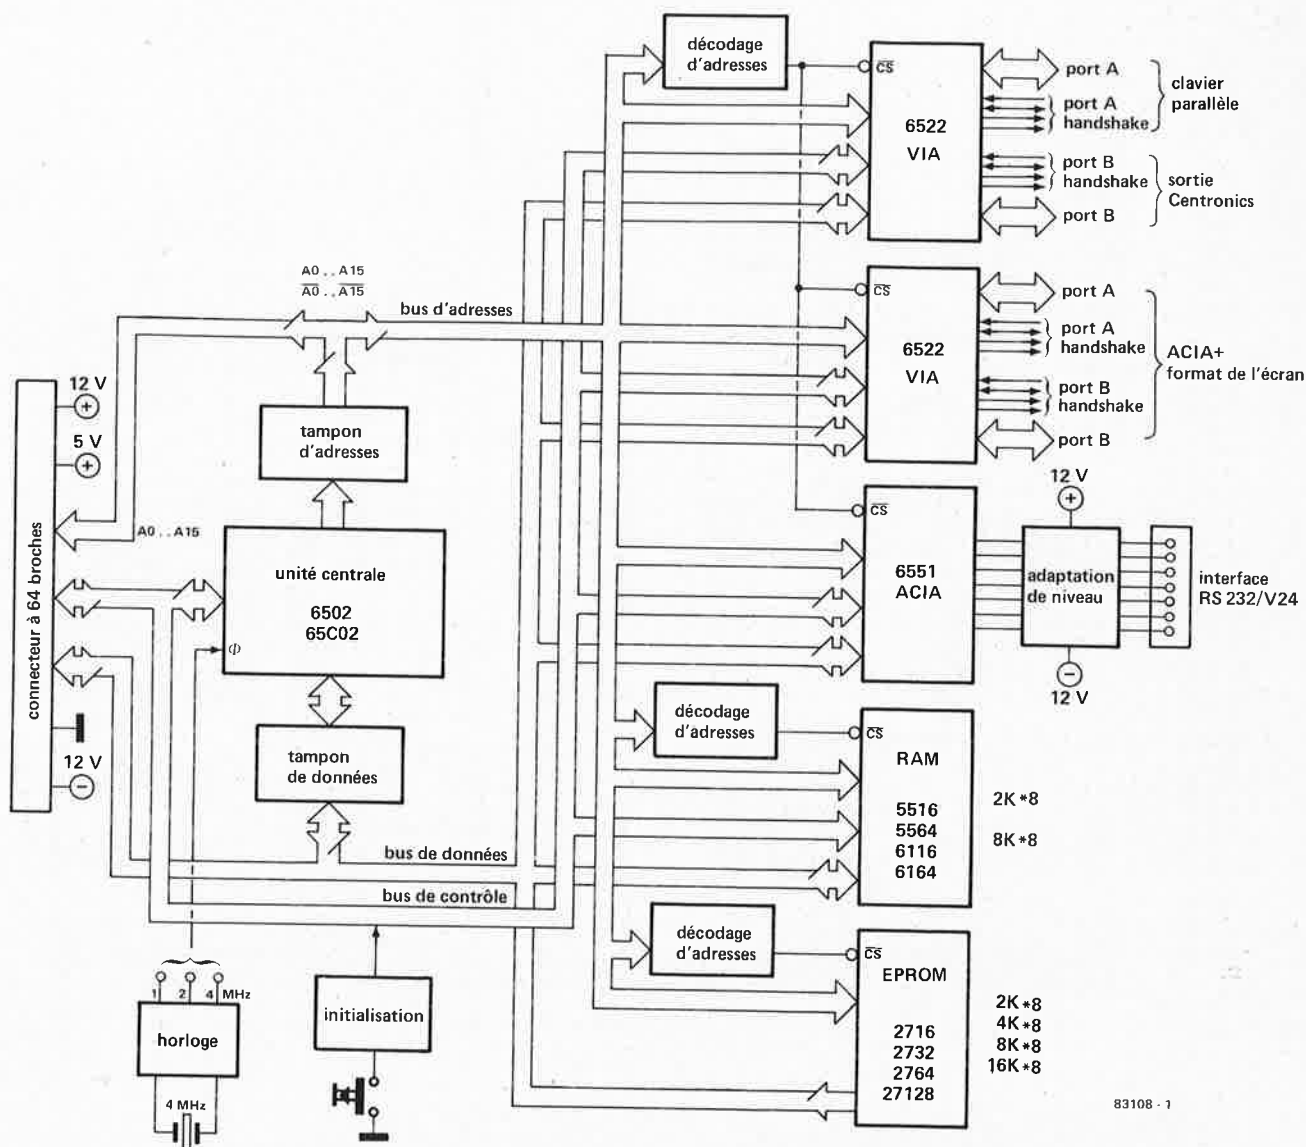 décodage
d'adresses
CS
6522
VIA
port A
port A
handshake
clavier
parallèle
port B
handshake
port B
sortie
Centronics
A0 . . A15
A0 . . A15
bus d'adresses
CS
6522
VIA
port A
port A
handshake
port B
handshake
port B
ACIA+
format de l'écran
connecteur à 64 broches
12 V
+
5 V
+
A0 . . A15
12 V
−
tampon
d'adresses
unité centrale
6502
65C02
Φ
tampon
de données
CS
6551
ACIA
12 V
+
adaptation
de niveau
−
12 V
interface
RS 232/V24
décodage
d'adresses
CS
RAM
5516
5564
6116
6164
2K*8
8K*8
bus de données
bus de contrôle
décodage
d'adresses
CS
EPROM
2716
2732
2764
27128
2K*8
4K*8
8K*8
16K*8
1 2 4 MHz
horloge
4 MHz
initialisation
83108 - 1